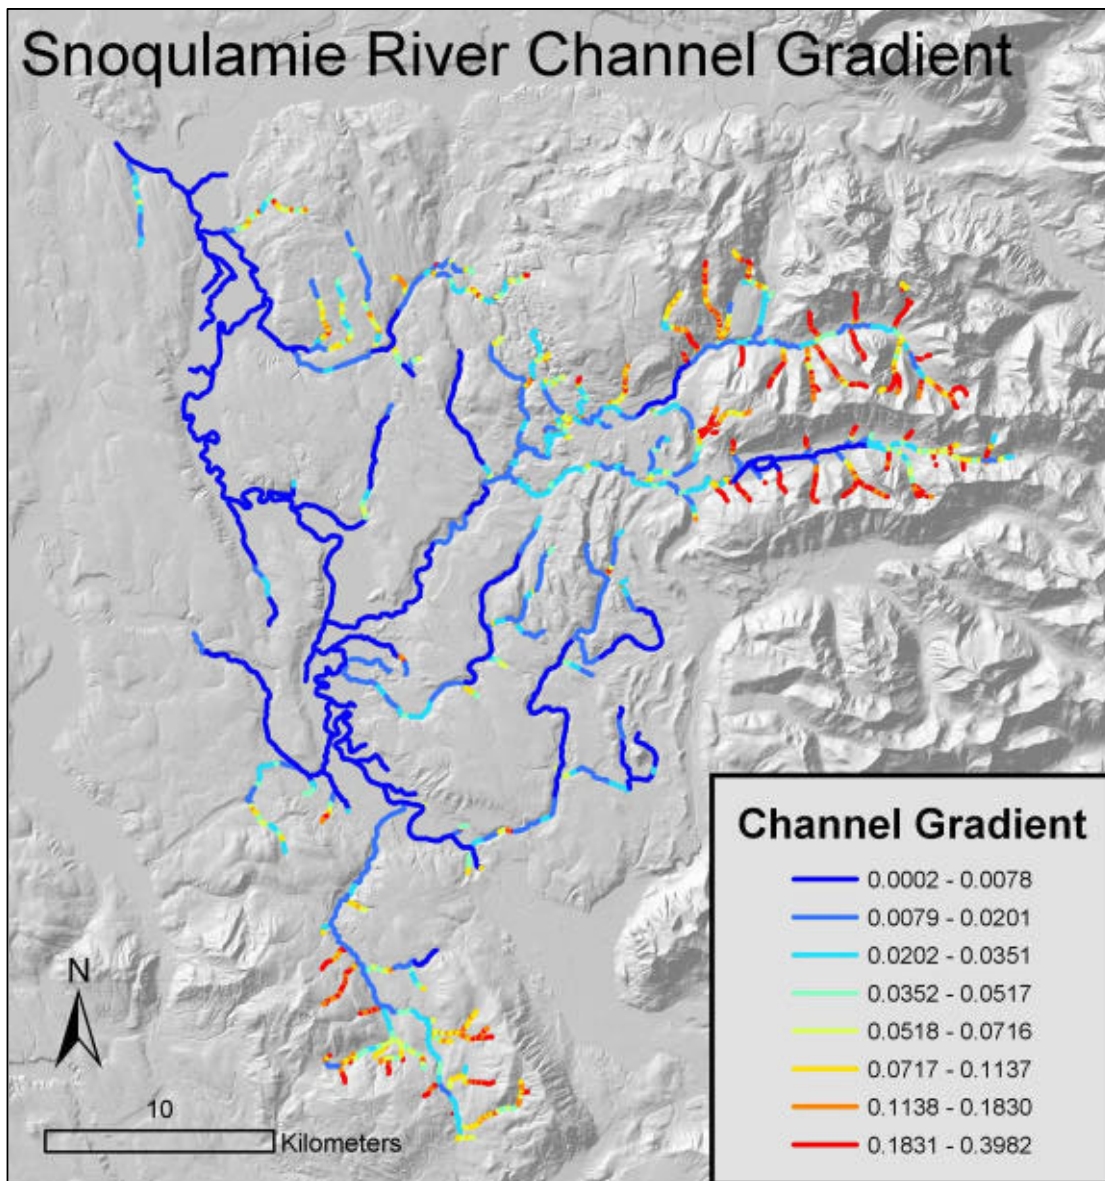 Snoqulamie River Channel Gradient
Channel Gradient
0.0002 - 0.0078
0.0079 - 0.0201
0.0202 - 0.0351
0.0352 - 0.0517
0.0518 - 0.0716
0.0717 - 0.1137
0.1138 - 0.1830
0.1831 - 0.3982
N
10
Kilometers